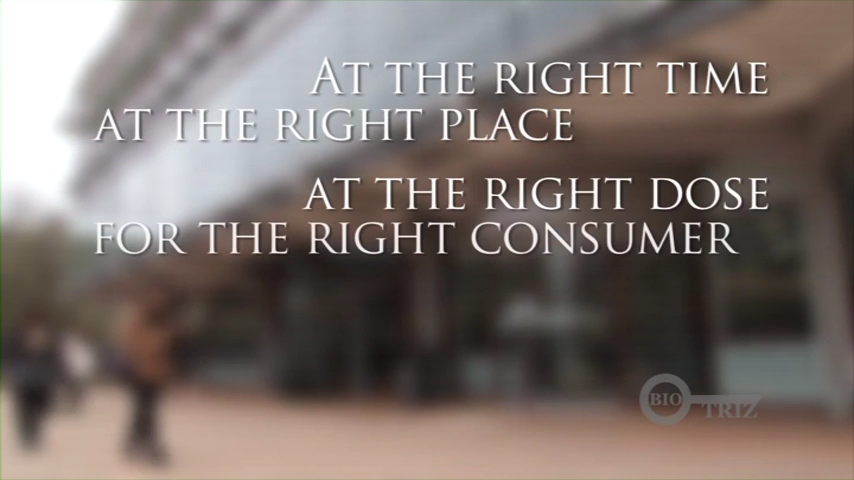 AT THE RIGHT TIME
AT THE RIGHT PLACE
AT THE RIGHT DOSE
FOR THE RIGHT CONSUMER
BIO
TRIZ